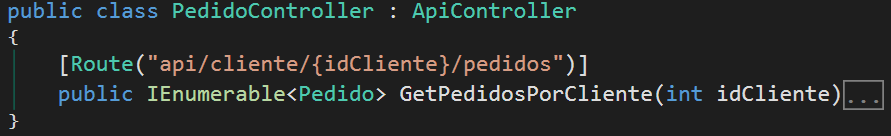 public class PedidoController : ApiController
{
[Route("api/cliente/{idCliente}/pedidos")]
public IEnumerable<Pedido> GetPedidosPorCliente(int idCliente)...
}